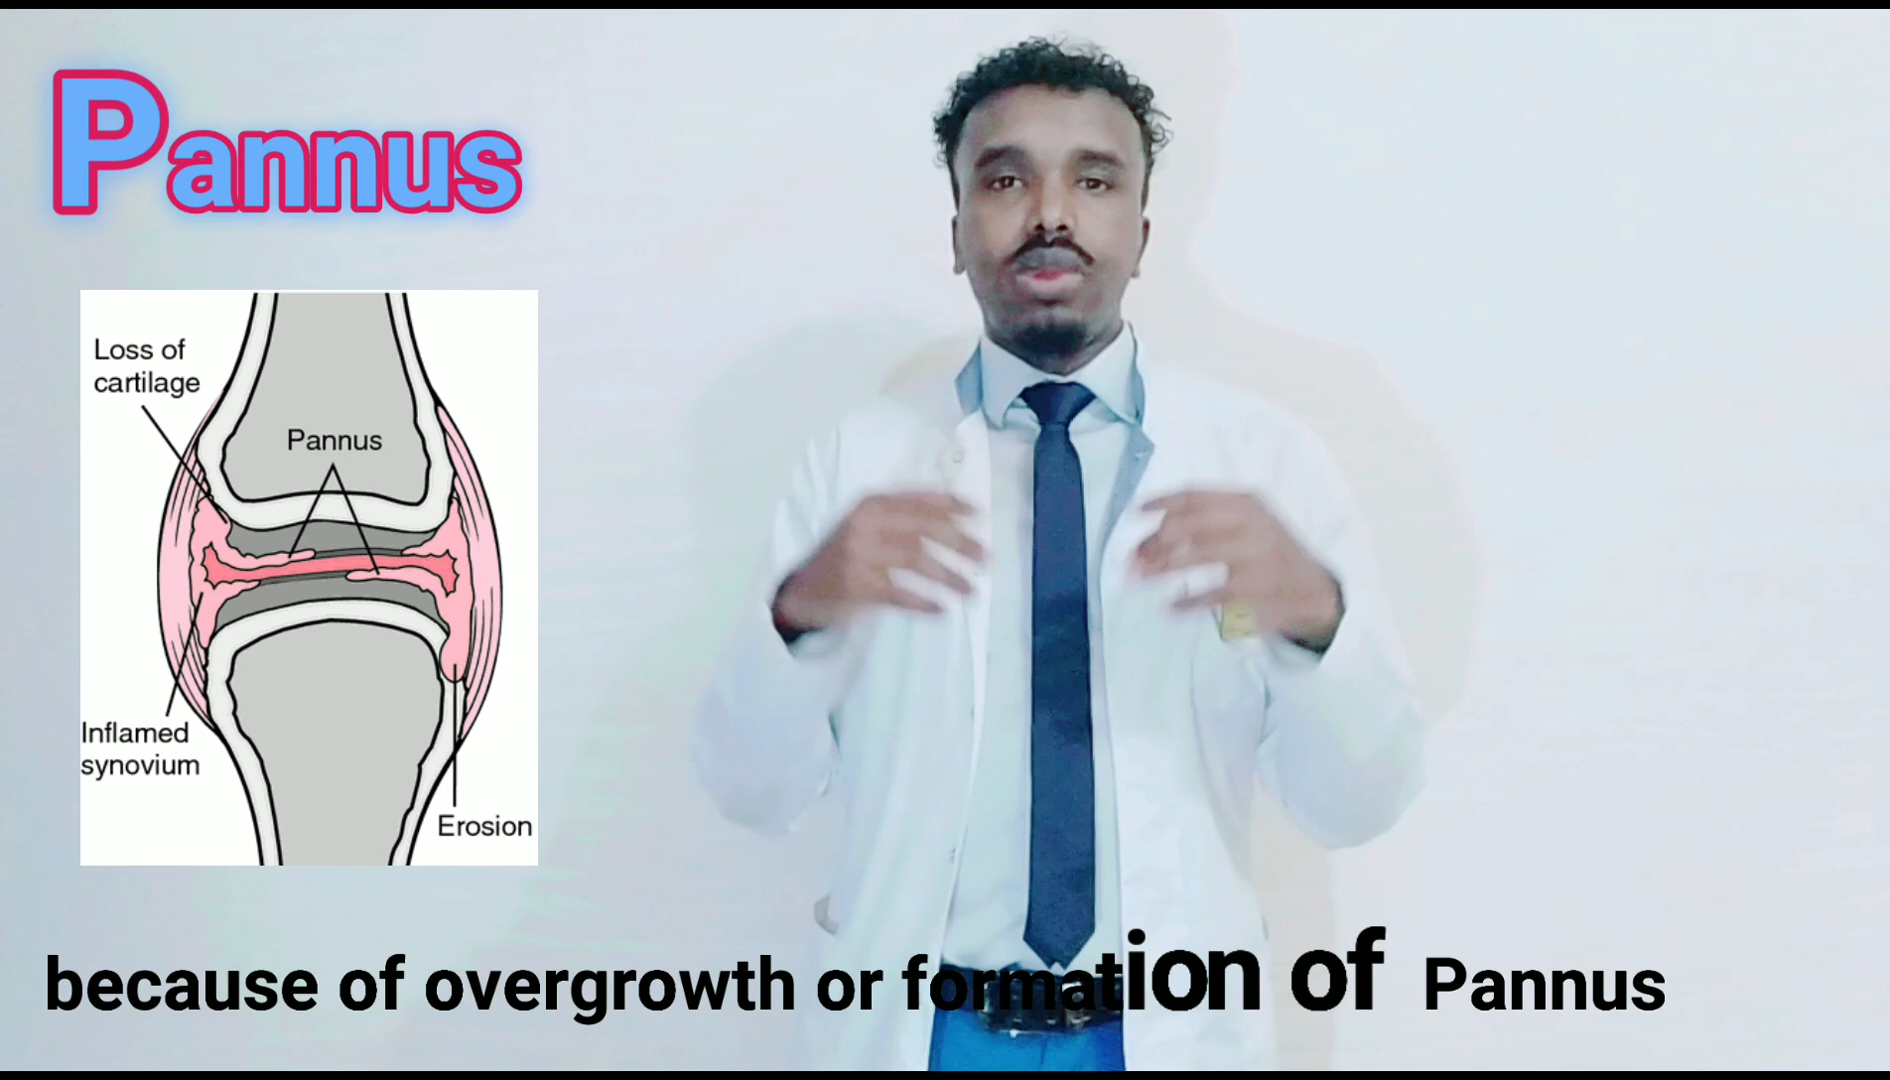 Pannus
Loss of
cartilage
Pannus
Inflamed
synovium
Erosion
because of overgrowth or formation of Pannus